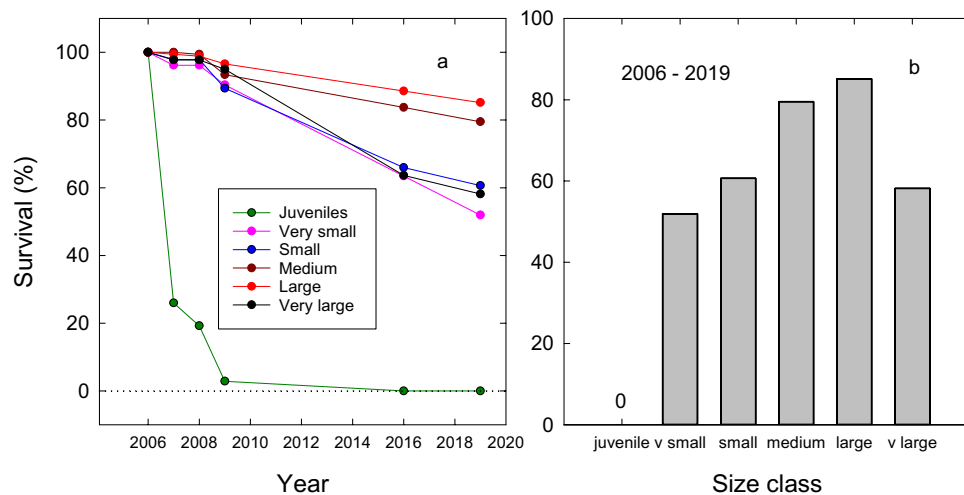 Survival (%)
100
80
60
40
20
0
a
Juveniles
Very small
Small
Medium
Large
Very large
2006 2008 2010 2012 2014 2016 2018 2020
Year
100
80
60
40
20
0
2006 - 2019
b
0
juvenile v small small medium large v large
Size class